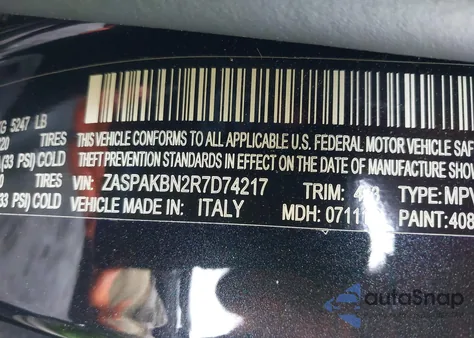 KG 5247 LB
THIS VEHICLE CONFORMS TO ALL APPLICABLE U.S. FEDERAL MOTOR VEHICLE SAF
R20 TIRES
THEFT PREVENTION STANDARDS IN EFFECT ON THE DATE OF MANUFACTURE SHOW
(33 PSI) COLD
TIRES VIN: ZASPAKBN2R7D74217 TRIM: TYPE: MPV
33 PSI) COLD VEHICLE MADE IN: ITALY MDH: 0711 PAINT: 408
autoSnap